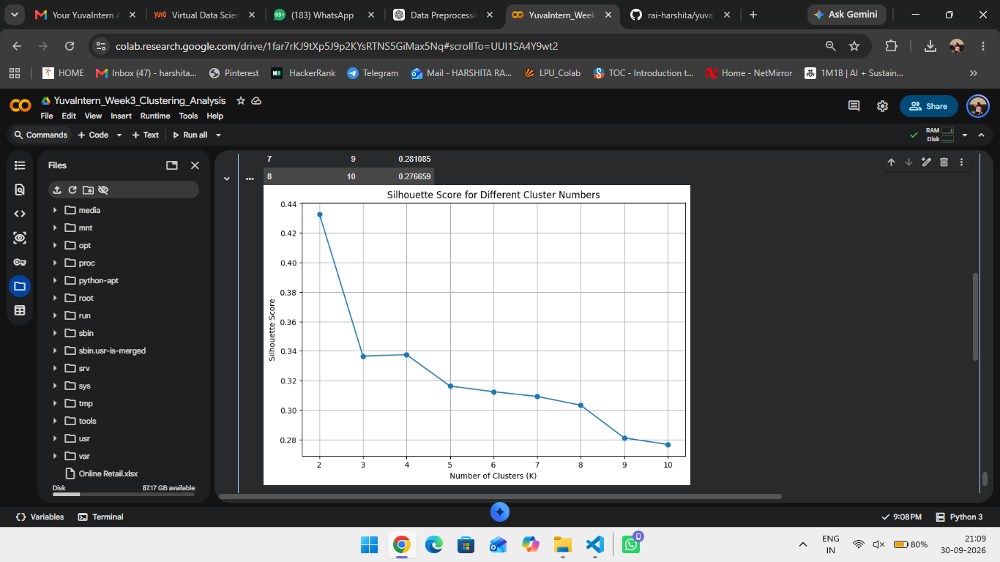 Your YuvaIntern A
Virtual Data Scien
(183) WhatsApp
Data Preprocessi
YuvaIntern_Week
rai-harshita/yuva
Ask Gemini
colab.research.google.com/drive/1far7rKJ9tXp5J9p2KYsRTNS5GiMax5Nq#scrollTo=UUI1SA4Y9wt2
HOME
Inbox (47) - harshita...
Pinterest
HackerRank
Telegram
Mail - HARSHITA RA...
LPU_Colab
TOC - Introduction t...
Home - NetMirror
1M1B | AI + Sustain...
YuvaIntern_Week3_Clustering_Analysis
File Edit View Insert Runtime Tools Help
Share
Commands + Code + Text Run all
RAM
Disk
Files
media
mnt
opt
proc
python-apt
root
run
sbin
sbin.usr-is-merged
srv
sys
tmp
tools
usr
var
Online Retail.xlsx
Disk 87.17 GB available
7 9 0.281085
8 10 0.276659
Silhouette Score for Different Cluster Numbers
Silhouette Score
0.44
0.42
0.40
0.38
0.36
0.34
0.32
0.30
0.28
2 3 4 5 6 7 8 9 10
Number of Clusters (K)
Variables Terminal
9:08 PM Python 3
ENG
IN
80%
21:09
30-09-2026